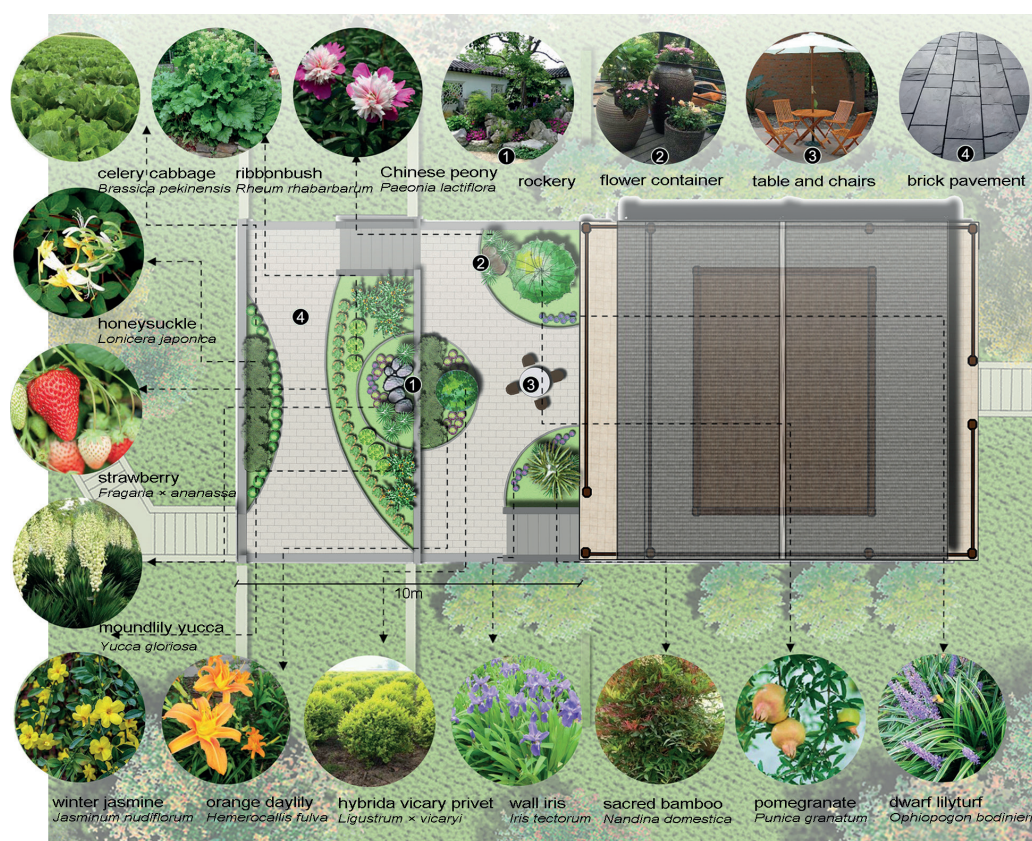 1
2
3
4
celery cabbage
Brassica pekinensis
ribbonbush
Rheum rhabarbarum
Chinese peony
Paeonia lactiflora
rockery
flower container
table and chairs
brick pavement
honeysuckle
Lonicera japonica
2
4
1
3
strawberry
Fragaria × ananassa
10m
moundlily yucca
Yucca gloriosa
winter jasmine
Jasminum nudiflorum
orange daylily
Hemerocallis fulva
hybrida vicary privet
Ligustrum × vicaryi
wall iris
Iris tectorum
sacred bamboo
Nandina domestica
pomegranate
Punica granatum
dwarf lilyturf
Ophiopogon bodinieri